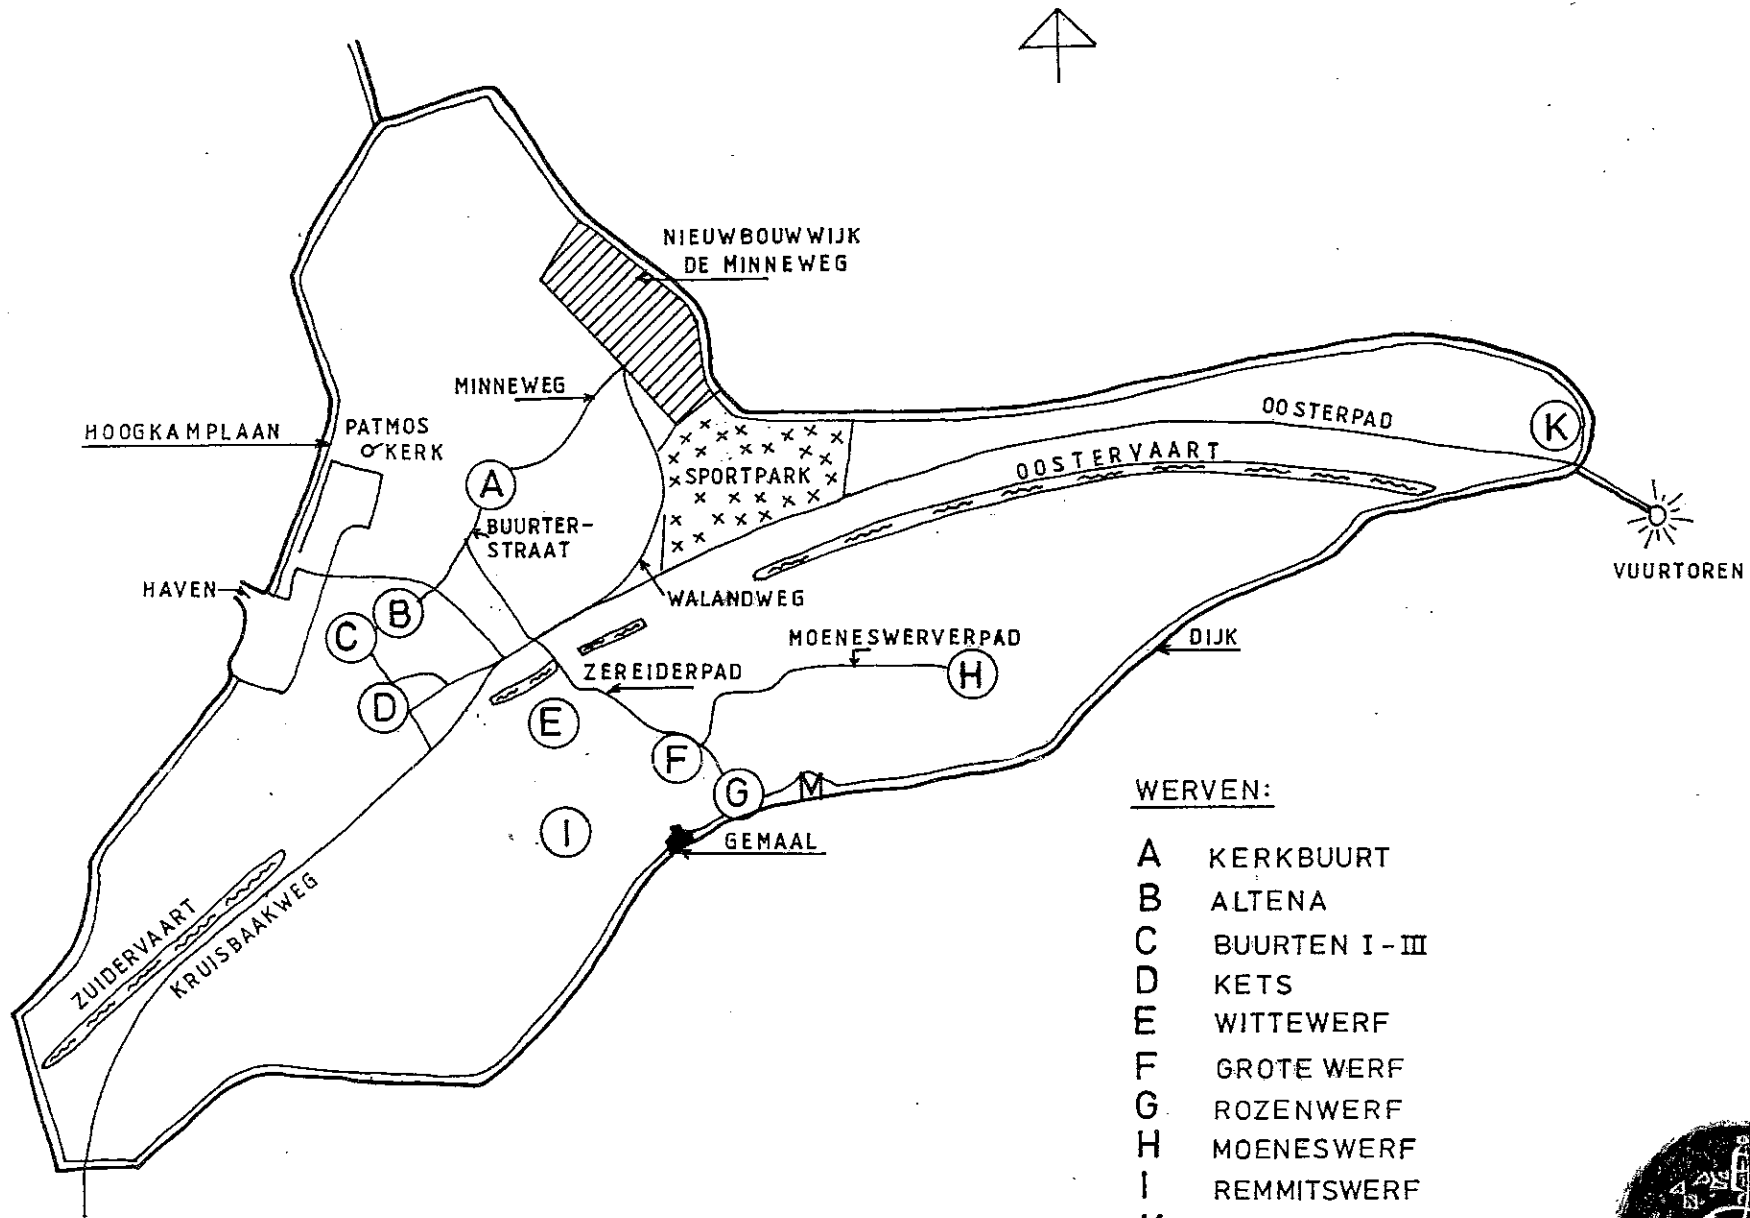 NIEUWBOUWWIJK
DE MINNEWEG
MINNEWEG
HOOGKAMPLAAN
PATMOS
KERK
A
BUURTER-
STRAAT
SPORTPARK
OOSTERPAD
OOSTERVAART
K
VUURTOREN
HAVEN
B
C
D
WALANDWEG
MOENESWERVERPAD
H
DIJK
ZEREIDERPAD
E
F
G
M
I
GEMAAL
ZUIDERVAART
KRUISBAAKWEG
WERVEN:
A KERKBUURT
B ALTENA
C BUURTEN I-III
D KETS
E WITTEWERF
F GROTE WERF
G ROZENWERF
H MOENESWERF
I REMMITSWERF